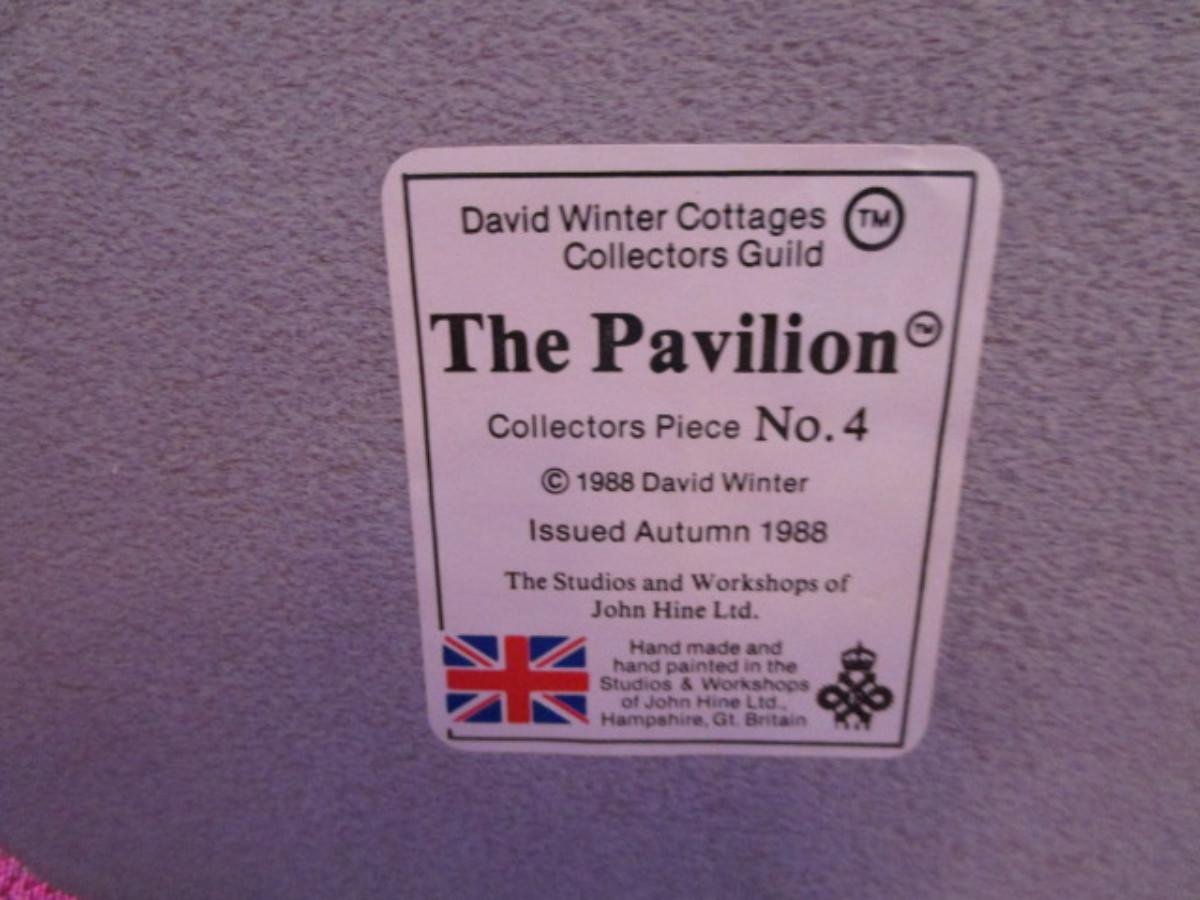 David Winter Cottages TM
Collectors Guild
The Pavilion TM
Collectors Piece No. 4
© 1988 David Winter
Issued Autumn 1988
The Studios and Workshops of
John Hine Ltd.
Hand made and
hand painted in the
Studios & Workshops
of John Hine Ltd.,
Hampshire, Gt. Britain